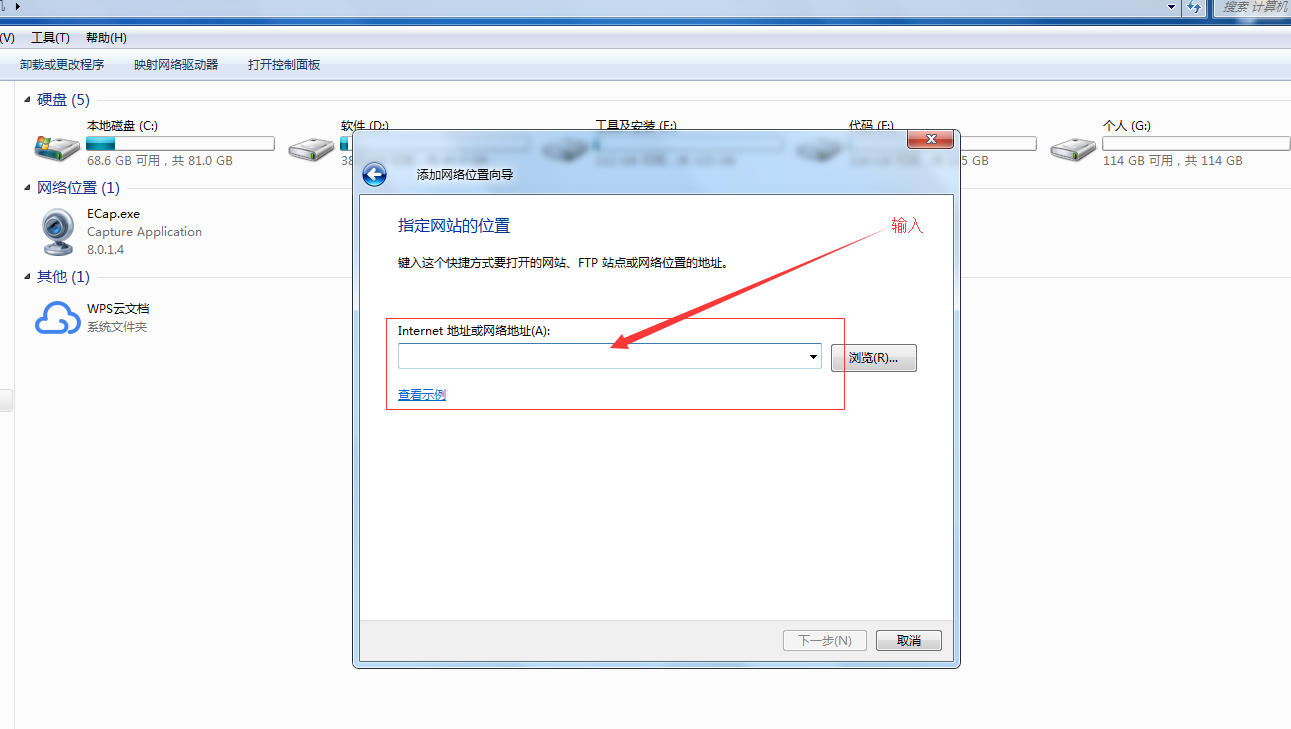 搜索 计算机
(V) 工具(T) 帮助(H)
卸载或更改程序 映射网络驱动器 打开控制面板
硬盘 (5)
本地磁盘 (C:)
68.6 GB 可用，共 81.0 GB
软件 (D:)
工具及安装 (E:)
代码 (F:)
5 GB
个人 (G:)
114 GB 可用，共 114 GB
网络位置 (1)
ECap.exe
Capture Application
8.0.1.4
其他 (1)
WPS云文档
系统文件夹
添加网络位置向导
指定网站的位置
输入
键入这个快捷方式要打开的网站、FTP 站点或网络位置的地址。
Internet 地址或网络地址(A):
浏览(R)...
查看示例
下一步(N)
取消